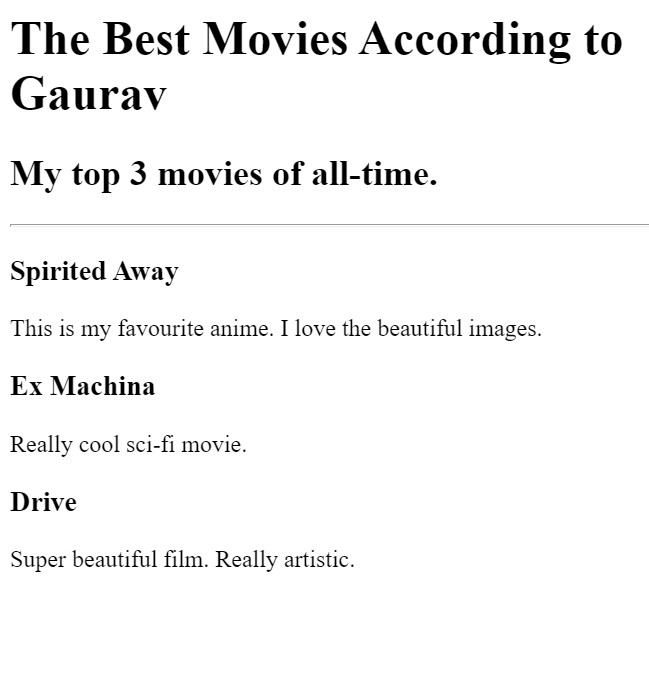 The Best Movies According to
Gaurav
My top 3 movies of all-time.
Spirited Away
This is my favourite anime. I love the beautiful images.
Ex Machina
Really cool sci-fi movie.
Drive
Super beautiful film. Really artistic.